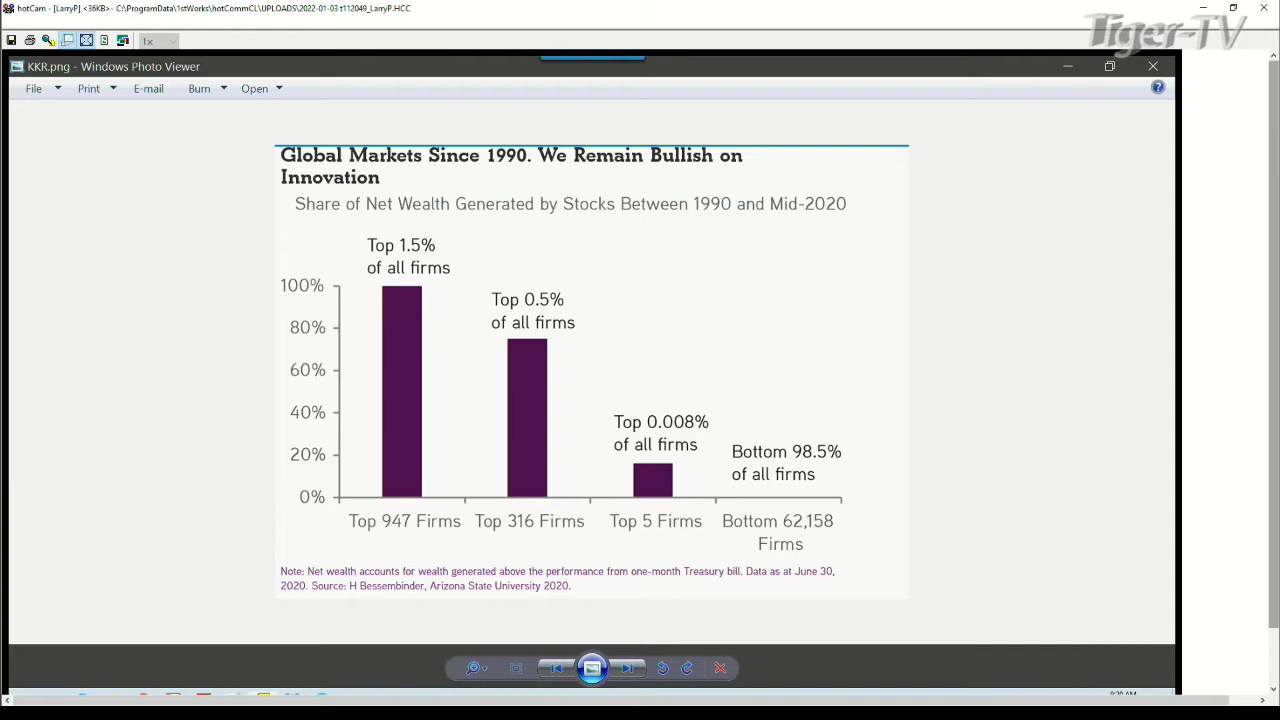 hotCam - [LarryP] <36KB>- C:\ProgramData\1stWorks\hotCommCL\UPLOADS\2022-01-03 t112049_LarryP.HCC
Tiger-TV
1x
KKR.png - Windows Photo Viewer
File Print E-mail Burn Open
Global Markets Since 1990. We Remain Bullish on
Innovation
Share of Net Wealth Generated by Stocks Between 1990 and Mid-2020
Top 1.5%
of all firms
Top 0.5%
of all firms
Top 0.008%
of all firms
Bottom 98.5%
of all firms
100%
80%
60%
40%
20%
0%
Top 947 Firms Top 316 Firms Top 5 Firms Bottom 62,158
Firms
Note: Net wealth accounts for wealth generated above the performance from one-month Treasury bill. Data as at June 30,
2020. Source: H Bessembinder, Arizona State University 2020.